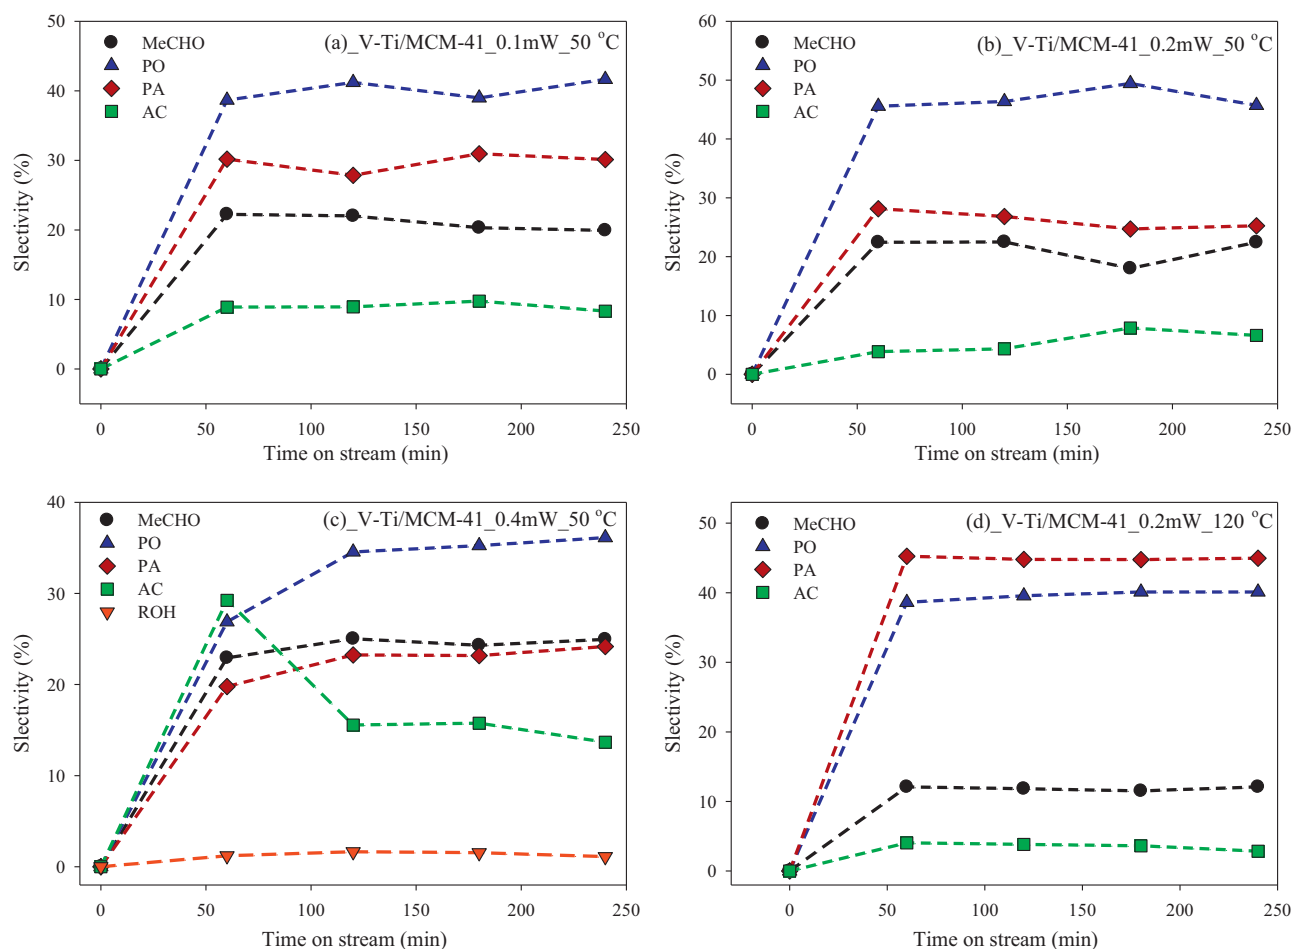 (a)_V-Ti/MCM-41_0.1mW_50 °C
MeCHO
PO
PA
AC
50
40
30
20
10
0
Slectivity (%)
0 50 100 150 200 250
Time on stream (min)
(b)_V-Ti/MCM-41_0.2mW_50 °C
MeCHO
PO
PA
AC
60
50
40
30
20
10
0
Slectivity (%)
0 50 100 150 200 250
Time on stream (min)
(c)_V-Ti/MCM-41_0.4mW_50 °C
MeCHO
PO
PA
AC
ROH
40
30
20
10
0
Slectivity (%)
0 50 100 150 200 250
Time on stream (min)
(d)_V-Ti/MCM-41_0.2mW_120 °C
MeCHO
PO
PA
AC
50
40
30
20
10
0
Slectivity (%)
0 50 100 150 200 250
Time on stream (min)